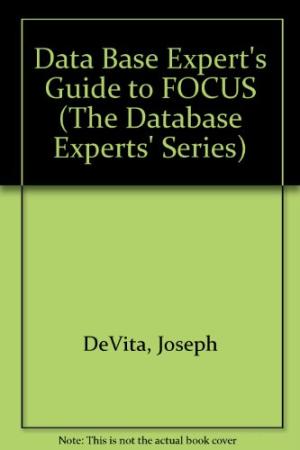 Data Base Expert's
Guide to FOCUS
(The Database
Experts' Series)
DeVita, Joseph
Note: This is not the actual book cover